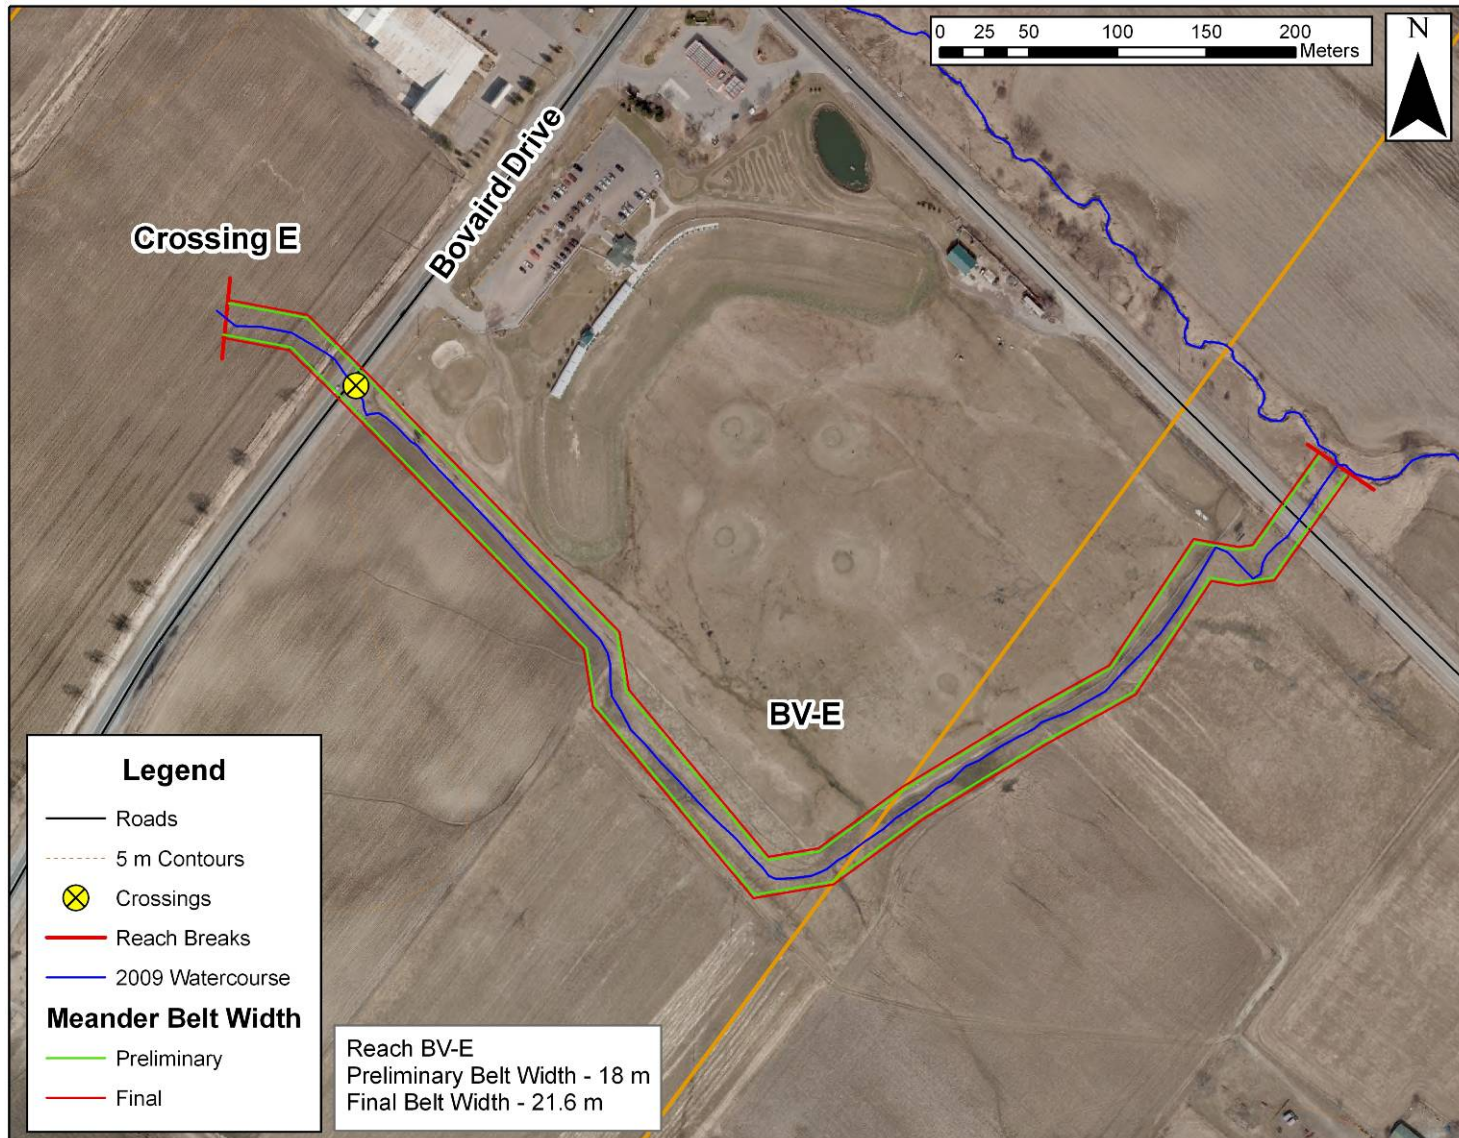 0 25 50 100 150 200
Meters
N
Bovaird Drive
Crossing E
BV-E
Legend
Roads
5 m Contours
Crossings
Reach Breaks
2009 Watercourse
Meander Belt Width
Preliminary
Final
Reach BV-E
Preliminary Belt Width - 18 m
Final Belt Width - 21.6 m